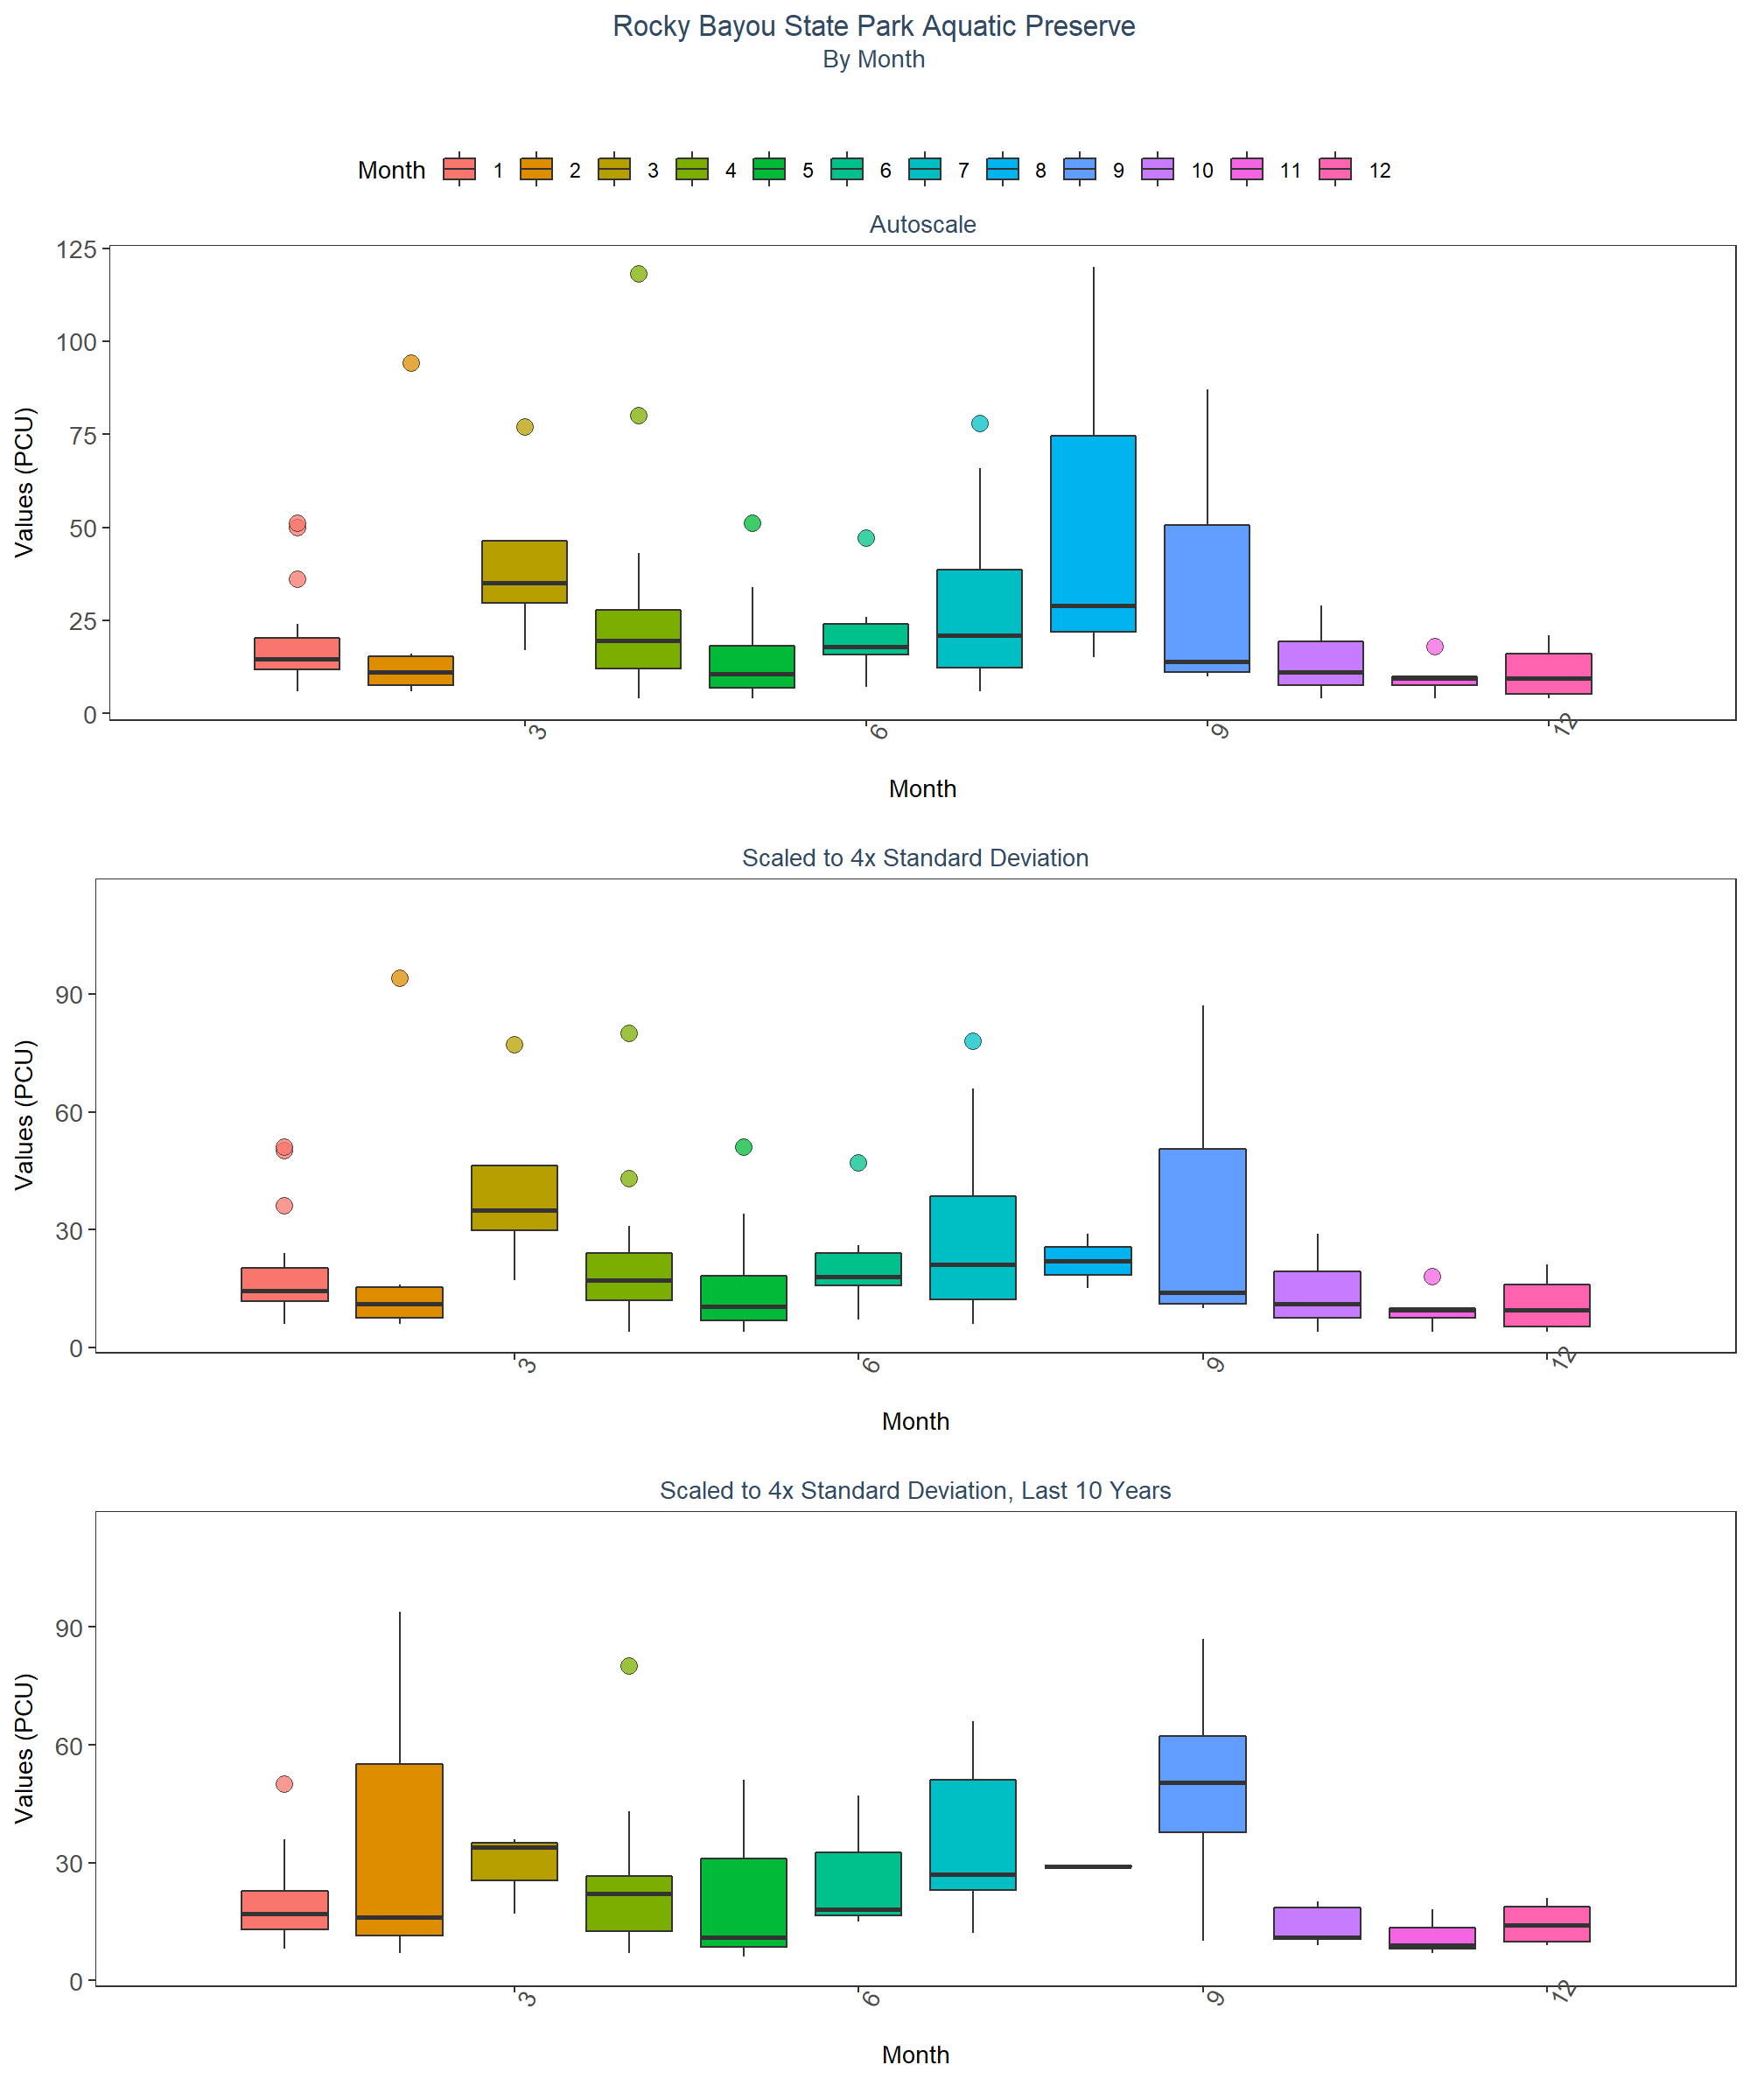 Rocky Bayou State Park Aquatic Preserve
By Month
Month 1 2 3 4 5 6 7 8 9 10 11 12
Autoscale
Values (PCU)
125
100
75
50
25
0
3 6 9 12
Month
Scaled to 4x Standard Deviation
Values (PCU)
90
60
30
0
3 6 9 12
Month
Scaled to 4x Standard Deviation, Last 10 Years
Values (PCU)
90
60
30
0
3 6 9 12
Month